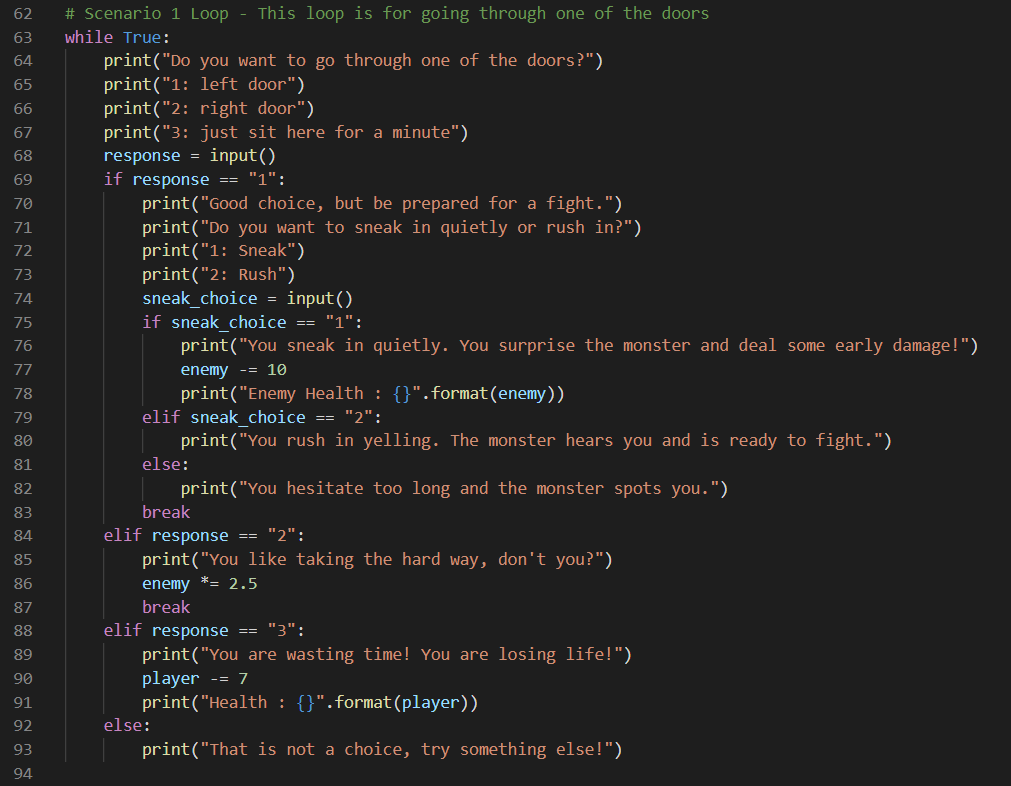 62 # Scenario 1 Loop - This loop is for going through one of the doors
63 while True:
64     print("Do you want to go through one of the doors?")
65     print("1: left door")
66     print("2: right door")
67     print("3: just sit here for a minute")
68     response = input()
69     if response == "1":
70         print("Good choice, but be prepared for a fight.")
71         print("Do you want to sneak in quietly or rush in?")
72         print("1: Sneak")
73         print("2: Rush")
74         sneak_choice = input()
75         if sneak_choice == "1":
76             print("You sneak in quietly. You surprise the monster and deal some early damage!")
77             enemy -= 10
78             print("Enemy Health : {}".format(enemy))
79         elif sneak_choice == "2":
80             print("You rush in yelling. The monster hears you and is ready to fight.")
81         else:
82             print("You hesitate too long and the monster spots you.")
83         break
84     elif response == "2":
85         print("You like taking the hard way, don't you?")
86         enemy *= 2.5
87         break
88     elif response == "3":
89         print("You are wasting time! You are losing life!")
90         player -= 7
91         print("Health : {}".format(player))
92     else:
93         print("That is not a choice, try something else!")
94